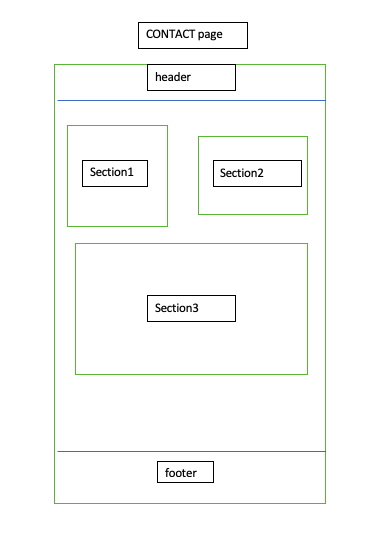 CONTACT page
header
Section1
Section2
Section3
footer